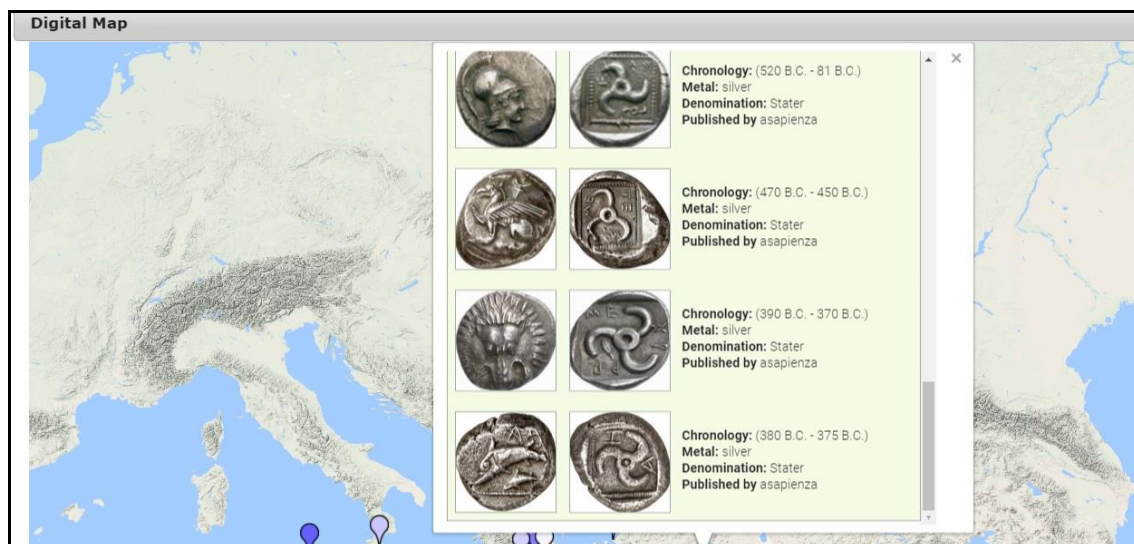 Digital Map
×
Chronology: (520 B.C. - 81 B.C.)
Metal: silver
Denomination: Stater
Published by asapienza
Chronology: (470 B.C. - 450 B.C.)
Metal: silver
Denomination: Stater
Published by asapienza
Chronology: (390 B.C. - 370 B.C.)
Metal: silver
Denomination: Stater
Published by asapienza
Chronology: (380 B.C. - 375 B.C.)
Metal: silver
Denomination: Stater
Published by asapienza